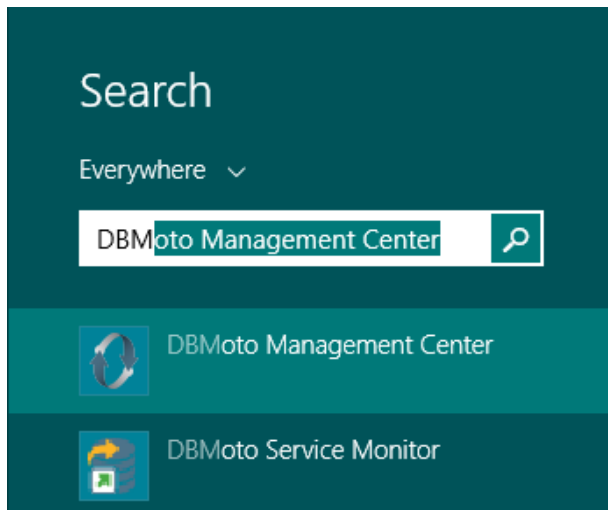 Search
Everywhere
DBMoto Management Center
DBMoto Management Center
DBMoto Service Monitor